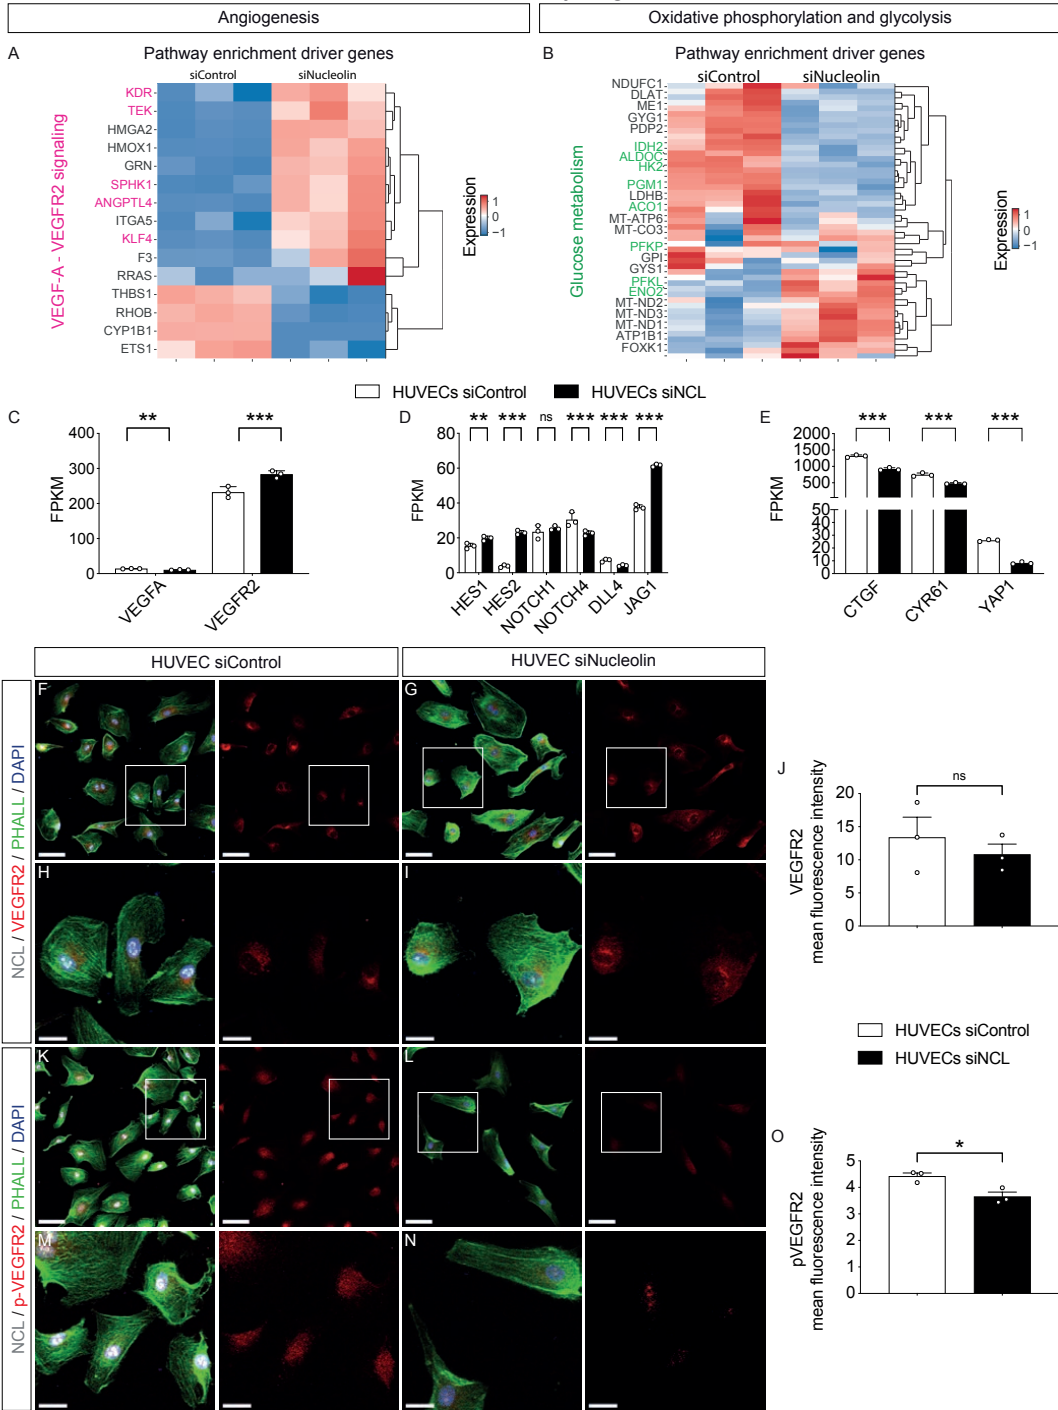 Angiogenesis
Oxidative phosphorylation and glycolysis
A
Pathway enrichment driver genes
siControl
siNucleolin
VEGF-A - VEGFR2 signaling
KDR
TEK
HMGA2
HMOX1
GRN
SPHK1
ANGPTL4
ITGA5
KLF4
F3
RRAS
THBS1
RHOB
CYP1B1
ETS1
Expression
1
−1
B
Pathway enrichment driver genes
siControl
siNucleolin
Glucose metabolism
NDUFC1
DLAT
ME1
GYG1
PDP2
IDH2
ALDOC
HK2
PGM1
LDHB
ACO1
MT-ATP6
MT-CO3
PFKP
GPI
GYS1
PFKL
ENO2
MT-ND2
MT-ND3
MT-ND1
ATP1B1
FOXK1
Expression
1
−1
HUVECs siControl
HUVECs siNCL
C
FPKM
400
300
200
100
0
**
***
VEGFA
VEGFR2
D
FPKM
80
60
40
20
0
**
***
ns
***
***
***
HES1
HES2
NOTCH1
NOTCH4
DLL4
JAG1
E
FPKM
2000
1500
1000
500
50
40
30
20
10
0
***
***
***
CTGF
CYR61
YAP1
HUVEC siControl
HUVEC siNucleolin
NCL / VEGFR2 / PHALL / DAPI
F
G
H
I
J
VEGFR2
mean fluorescence intensity
20
15
10
5
0
ns
HUVECs siControl
HUVECs siNCL
NCL / p-VEGFR2 / PHALL / DAPI
K
L
M
N
O
pVEGFR2
mean fluorescence intensity
5
4
3
2
1
0
*